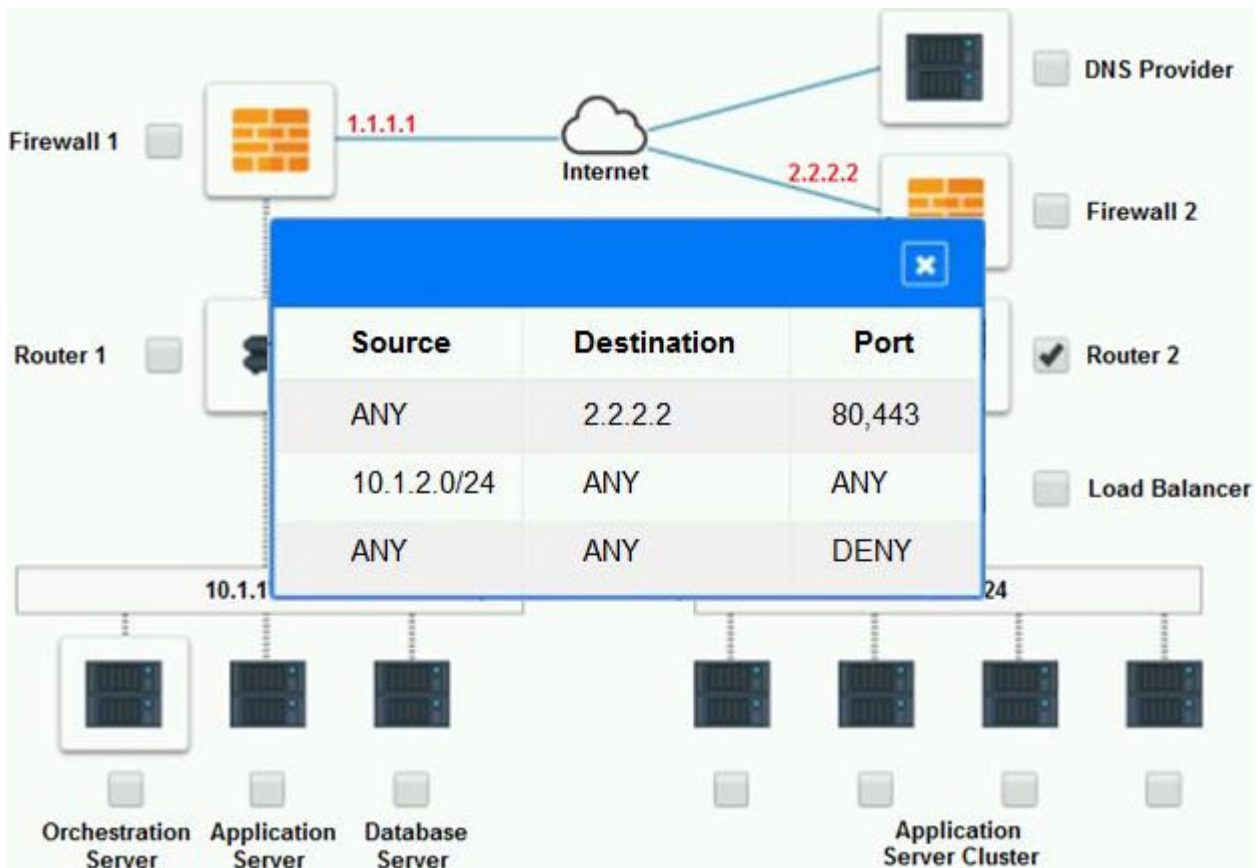 DNS Provider
Firewall 1
1.1.1.1
Internet
2.2.2.2
Firewall 2
Source Destination Port
Router 1
Router 2
ANY 2.2.2.2 80,443
10.1.2.0/24 ANY ANY
Load Balancer
ANY ANY DENY
10.1.1
24
Orchestration Server
Application Server
Database Server
Application Server Cluster